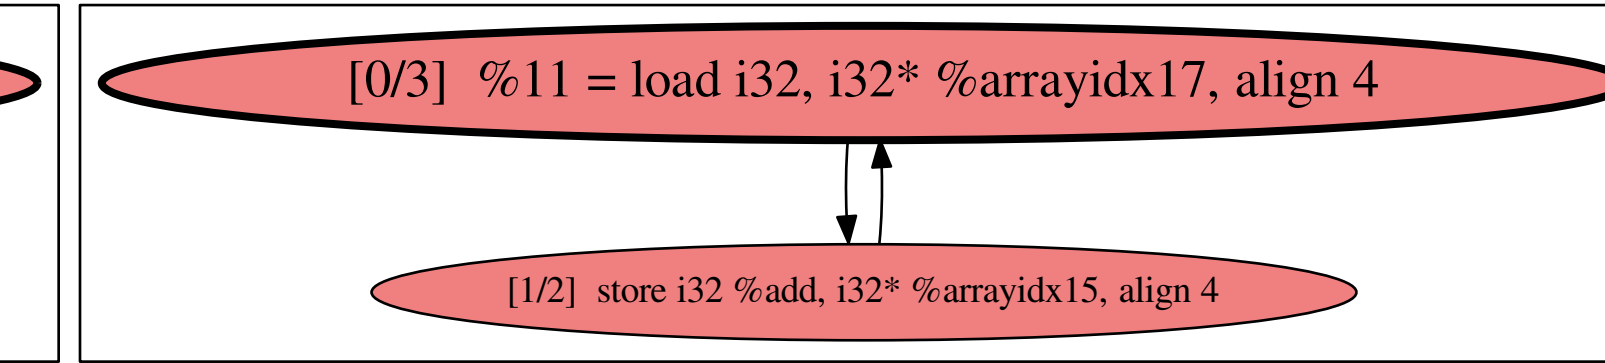 [0/3]  %11 = load i32, i32* %arrayidx17, align 4
[1/2]  store i32 %add, i32* %arrayidx15, align 4